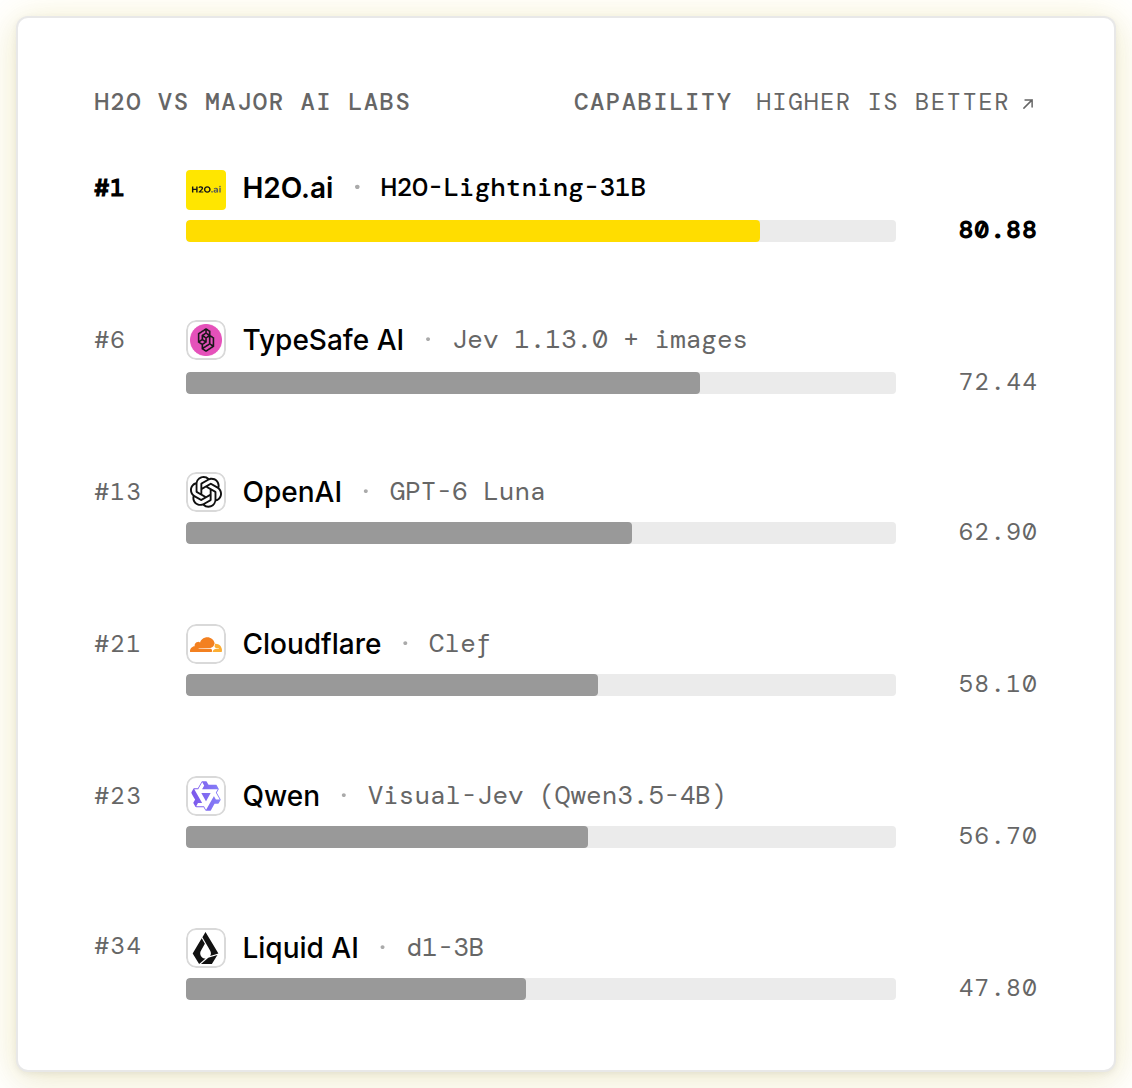 H2O VS MAJOR AI LABS CAPABILITY HIGHER IS BETTER ↗
#1 H2O.ai H2O.ai · H2O-Lightning-31B
80.88
#6 TypeSafe AI · Jev 1.13.0 + images
72.44
#13 OpenAI · GPT-6 Luna
62.90
#21 Cloudflare · Clef
58.10
#23 Qwen · Visual-Jev (Qwen3.5-4B)
56.70
#34 Liquid AI · d1-3B
47.80